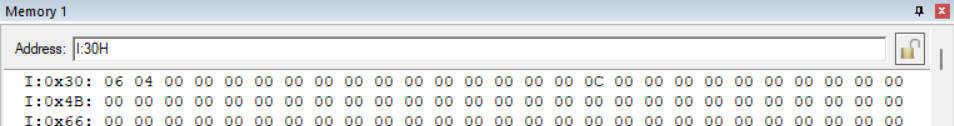 Memory 1
Address: I:30H
I:0x30: 06 04 00 00 00 00 00 00 00 00 00 00 00 00 00 00 0C 00 00 00 00 00 00 00 00 00 00
I:0x4B: 00 00 00 00 00 00 00 00 00 00 00 00 00 00 00 00 00 00 00 00 00 00 00 00 00 00 00
I:0x66: 00 00 00 00 00 00 00 00 00 00 00 00 00 00 00 00 00 00 00 00 00 00 00 00 00 00 00